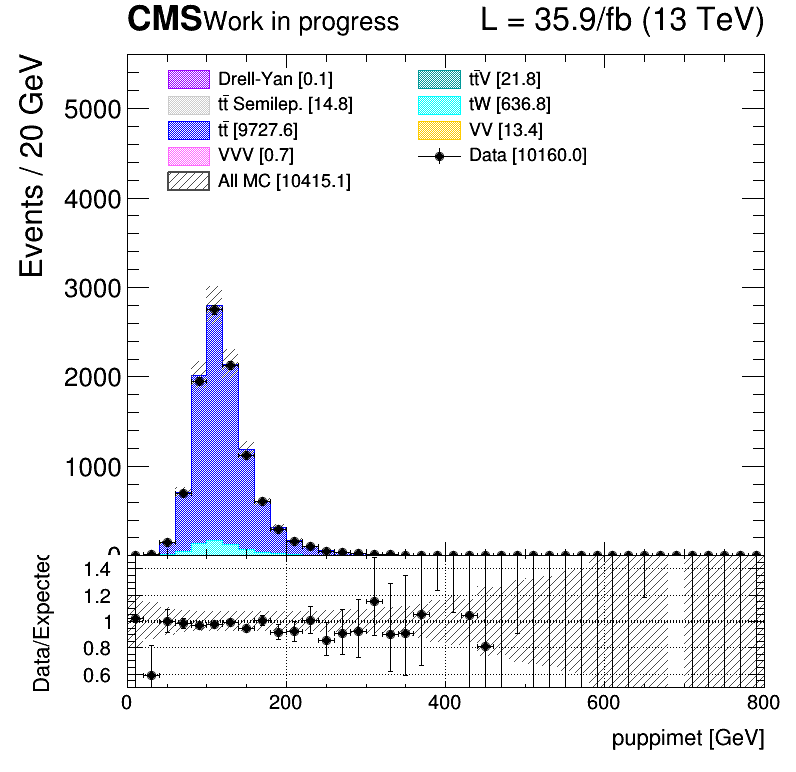 CMS Work in progress L = 35.9/fb (13 TeV)
Events / 20 GeV
Drell-Yan [0.1]
tt̄ Semilep. [14.8]
tt̄ [9727.6]
VVV [0.7]
All MC [10415.1]
tt̄V [21.8]
tW [636.8]
VV [13.4]
Data [10160.0]
5000
4000
3000
2000
1000
0
Data/Expected
1.4
1.2
1
0.8
0.6
0 200 400 600 800
puppimet [GeV]